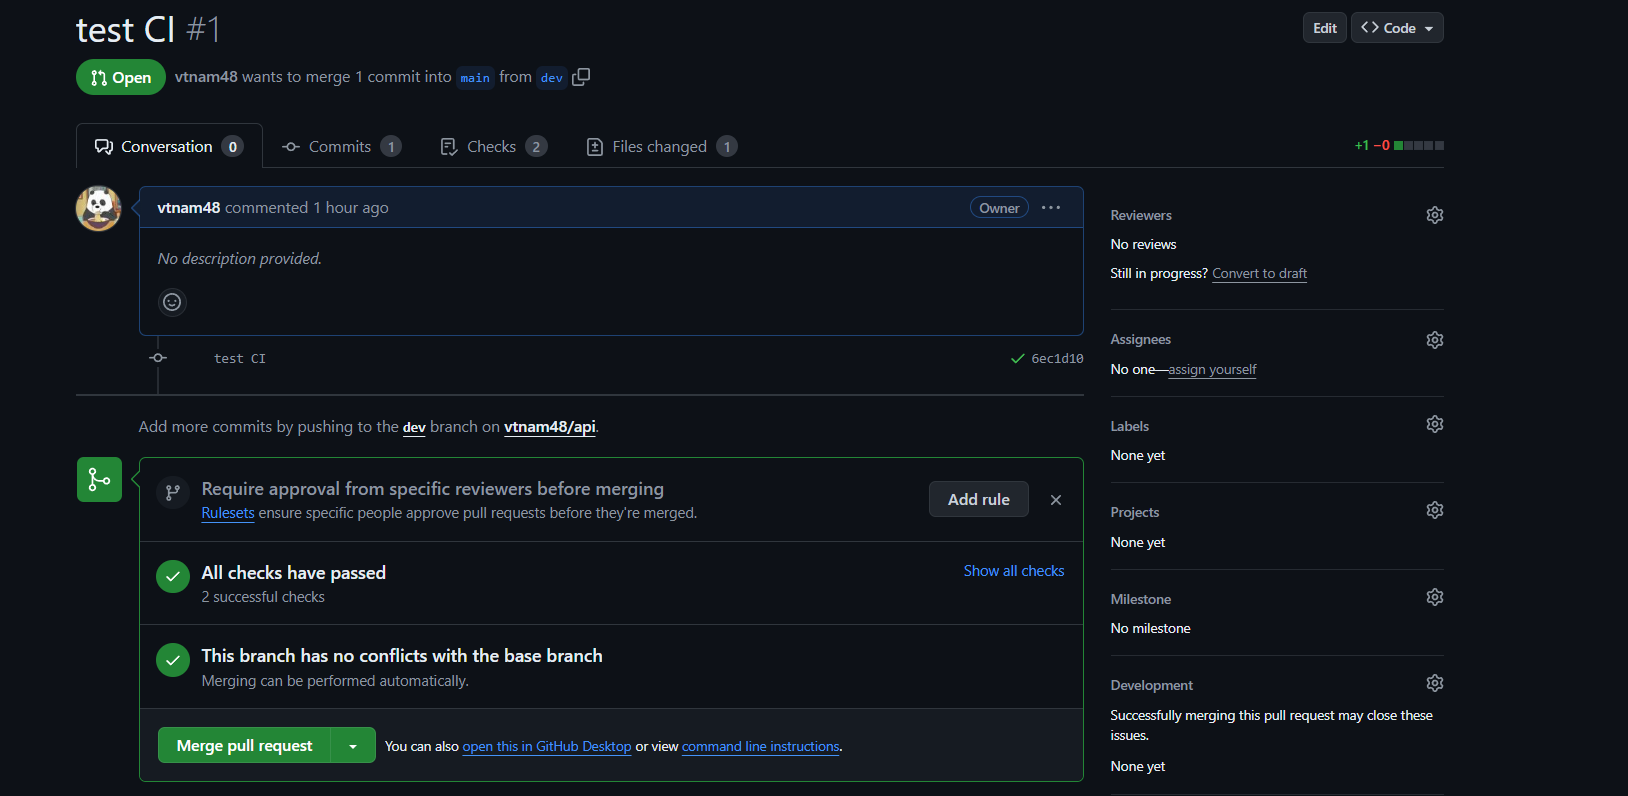 test CI #1
Edit
Code
Open
vtnam48 wants to merge 1 commit into main from dev
Conversation 0
Commits 1
Checks 2
Files changed 1
+1 −0
vtnam48 commented 1 hour ago
Owner
No description provided.
test CI
6ec1d10
Add more commits by pushing to the dev branch on vtnam48/api.
Require approval from specific reviewers before merging
Rulesets ensure specific people approve pull requests before they're merged.
Add rule
All checks have passed
2 successful checks
Show all checks
This branch has no conflicts with the base branch
Merging can be performed automatically.
Merge pull request
You can also open this in GitHub Desktop or view command line instructions.
Reviewers
No reviews
Still in progress? Convert to draft
Assignees
No one—assign yourself
Labels
None yet
Projects
None yet
Milestone
No milestone
Development
Successfully merging this pull request may close these
issues.
None yet